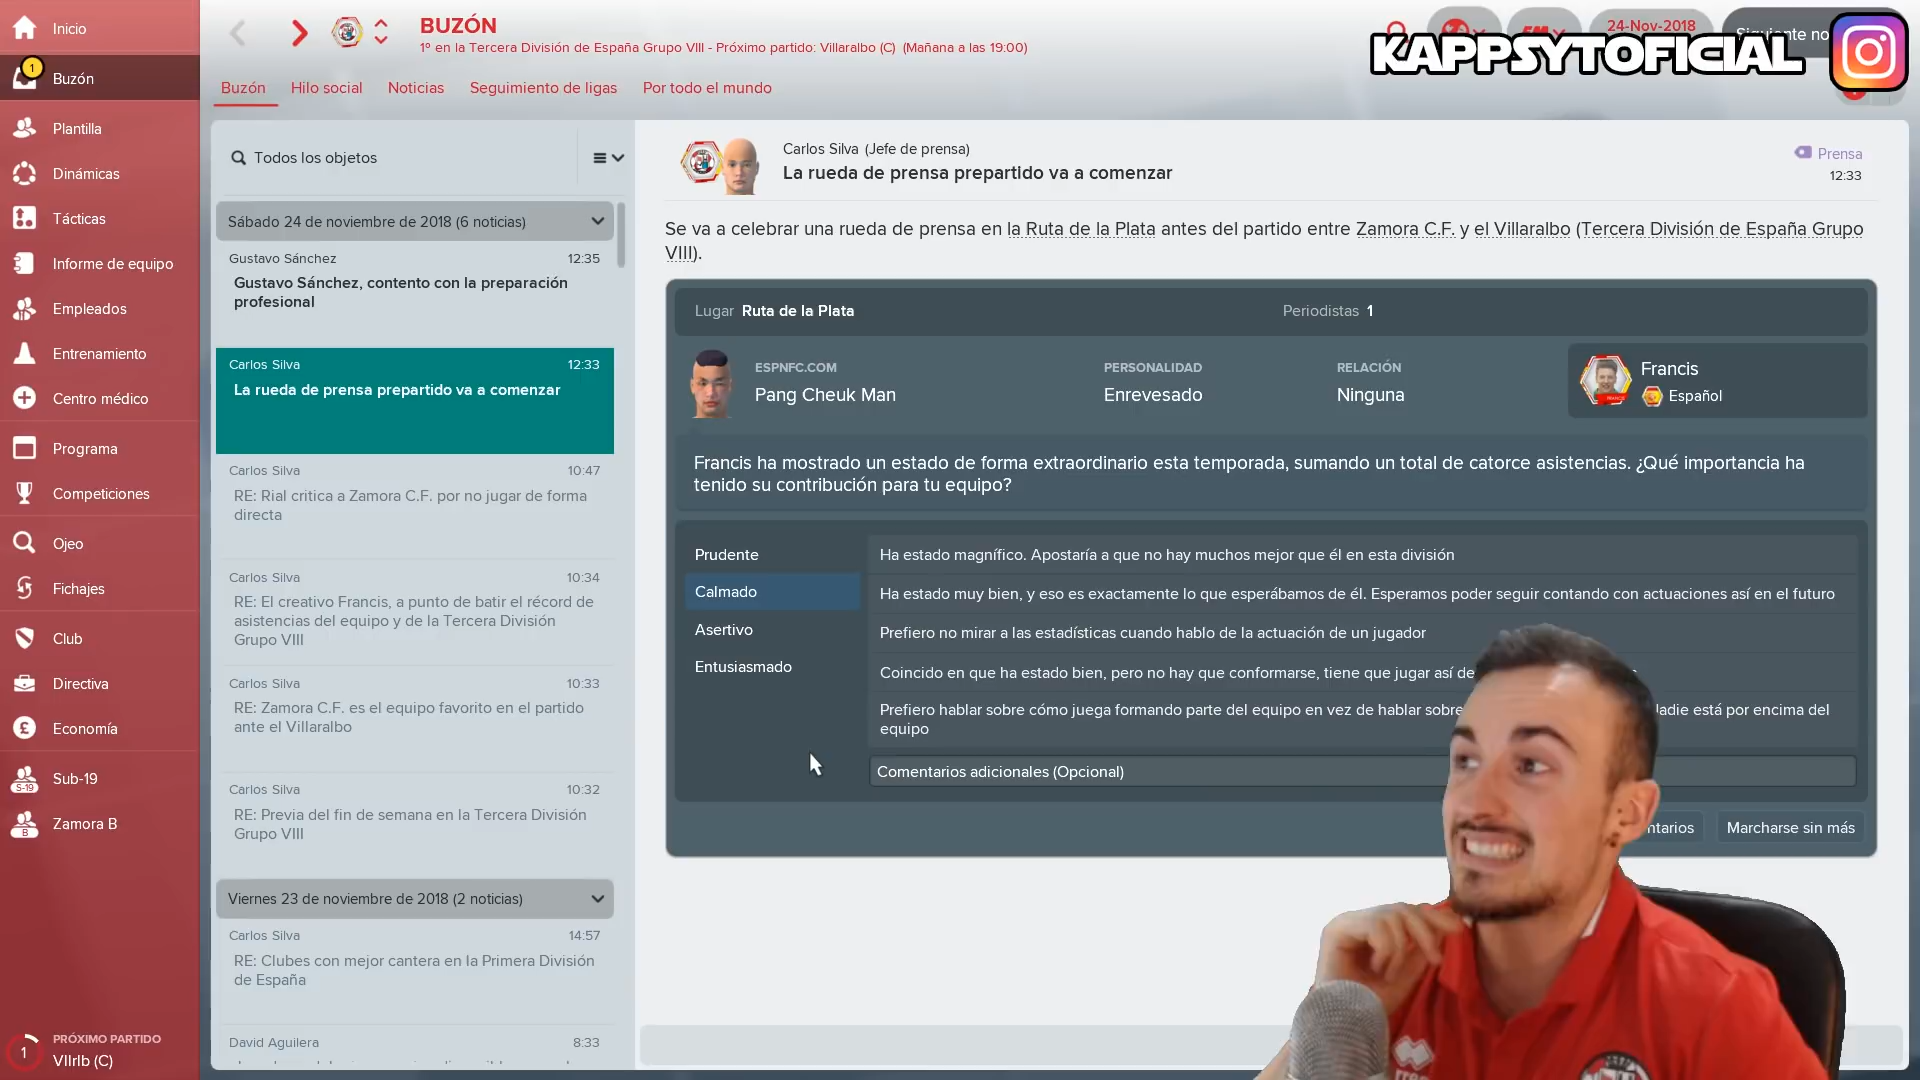 Inicio
1
Buzón
Plantilla
Dinámicas
Tácticas
Informe de equipo
Empleados
Entrenamiento
Centro médico
Programa
Competiciones
Ojeo
Fichajes
Club
Directiva
Economía
S-19
Sub-19
B
Zamora B
PRÓXIMO PARTIDO
1
Vllrlb (C)
BUZÓN
1º en la Tercera División de España Grupo VIII - Próximo partido: Villaralbo (C) (Mañana a las 19:00)
Buzón Hilo social Noticias Seguimiento de ligas Por todo el mundo
24-Nov-2018
Siguiente no
KAPPSYTOFICIAL
Todos los objetos
Sábado 24 de noviembre de 2018 (6 noticias)
Gustavo Sánchez 12:35
Gustavo Sánchez, contento con la preparación
profesional
Carlos Silva 12:33
La rueda de prensa prepartido va a comenzar
Carlos Silva 10:47
RE: Rial critica a Zamora C.F. por no jugar de forma
directa
Carlos Silva 10:34
RE: El creativo Francis, a punto de batir el récord de
asistencias del equipo y de la Tercera División
Grupo VIII
Carlos Silva 10:33
RE: Zamora C.F. es el equipo favorito en el partido
ante el Villaralbo
Carlos Silva 10:32
RE: Previa del fin de semana en la Tercera División
Grupo VIII
Viernes 23 de noviembre de 2018 (2 noticias)
Carlos Silva 14:57
RE: Clubes con mejor cantera en la Primera División
de España
David Aguilera 8:33
Carlos Silva (Jefe de prensa)
La rueda de prensa prepartido va a comenzar
Prensa
12:33
Se va a celebrar una rueda de prensa en la Ruta de la Plata antes del partido entre Zamora C.F. y el Villaralbo (Tercera División de España Grupo
VIII).
Lugar Ruta de la Plata Periodistas 1
ESPNFC.COM PERSONALIDAD RELACIÓN
Pang Cheuk Man Enrevesado Ninguna
Francis
Español
Francis ha mostrado un estado de forma extraordinario esta temporada, sumando un total de catorce asistencias. ¿Qué importancia ha
tenido su contribución para tu equipo?
Prudente
Calmado
Asertivo
Entusiasmado
Ha estado magnífico. Apostaría a que no hay muchos mejor que él en esta división
Ha estado muy bien, y eso es exactamente lo que esperábamos de él. Esperamos poder seguir contando con actuaciones así en el futuro
Prefiero no mirar a las estadísticas cuando hablo de la actuación de un jugador
Coincido en que ha estado bien, pero no hay que conformarse, tiene que jugar así de
Prefiero hablar sobre cómo juega formando parte del equipo en vez de hablar sobre está por encima del
equipo
Comentarios adicionales (Opcional)
Marcharse sin más